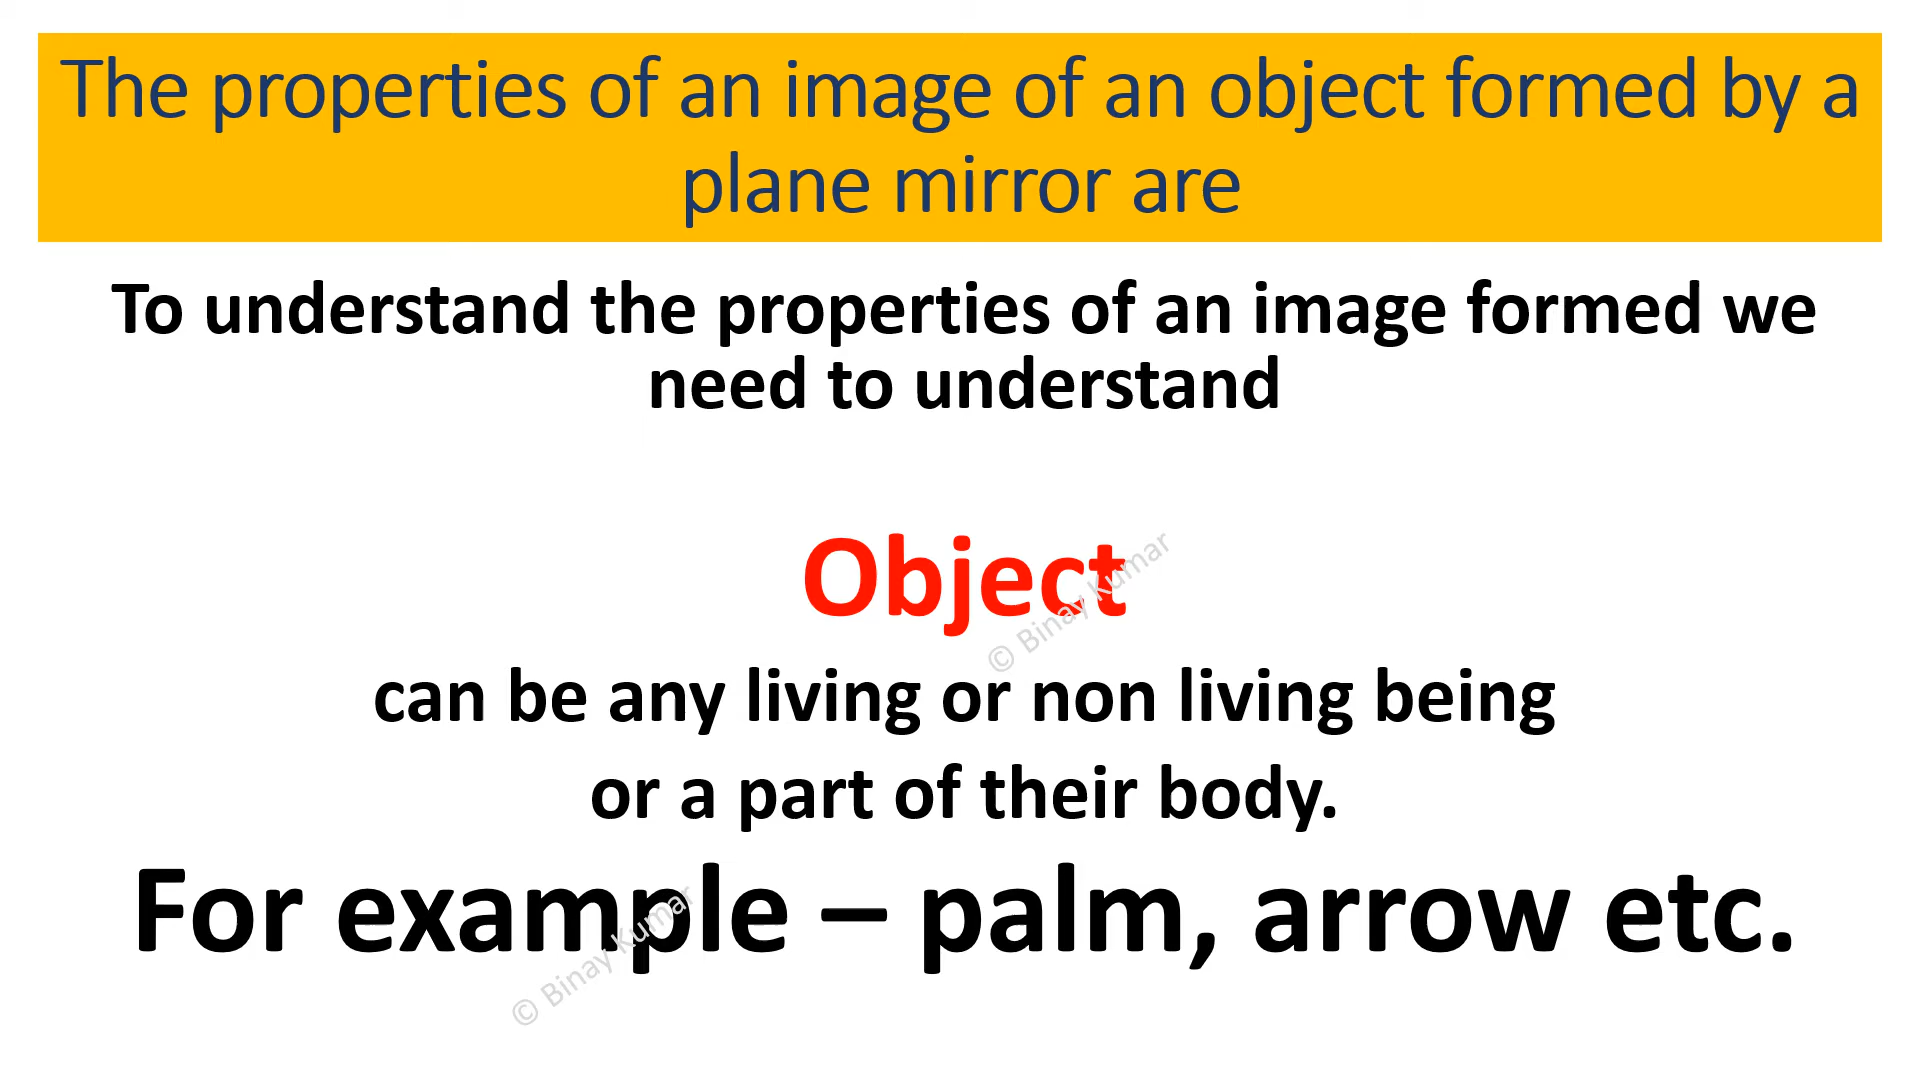 The properties of an image of an object formed by a
plane mirror are
To understand the properties of an image formed we
need to understand
Object
© Binay Kumar
can be any living or non living being
or a part of their body.
For example – palm, arrow etc.
© Binay Kumar